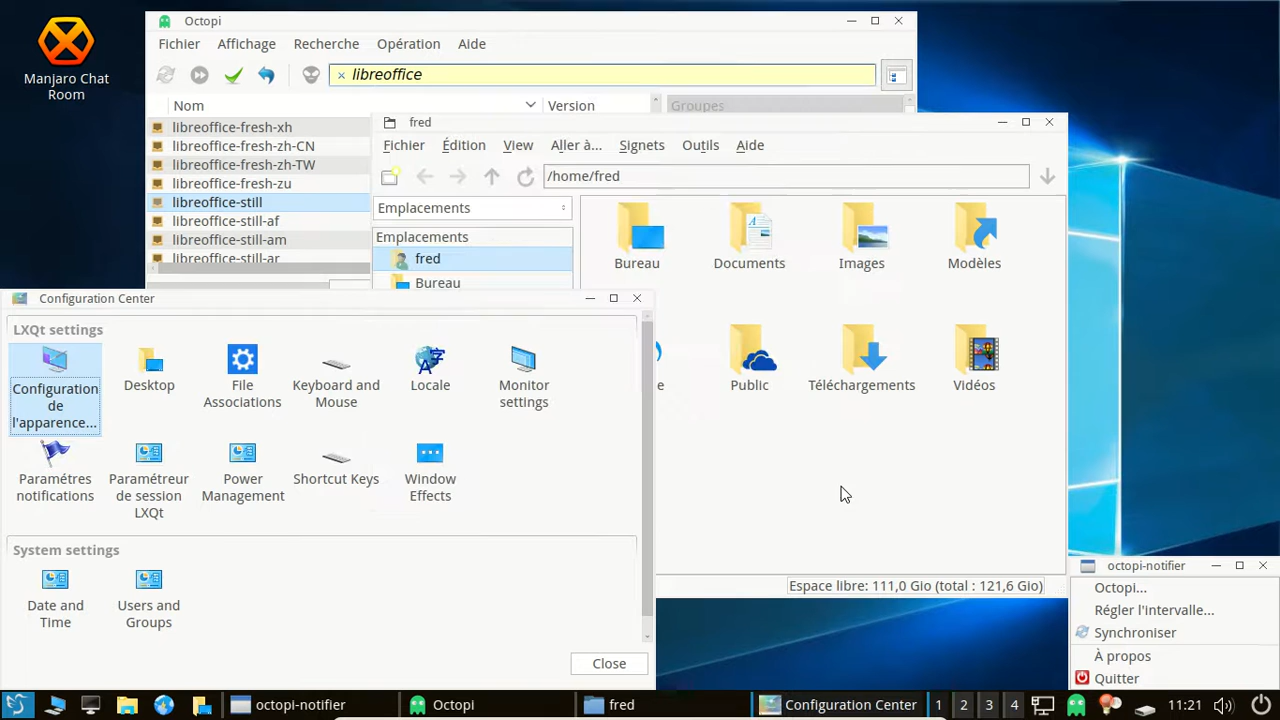 Manjaro Chat
Room
Octopi
Fichier Affichage Recherche Opération Aide
libreoffice
Nom Version Groupes
libreoffice-fresh-xh
libreoffice-fresh-zh-CN
libreoffice-fresh-zh-TW
libreoffice-fresh-zu
libreoffice-still
libreoffice-still-af
libreoffice-still-am
libreoffice-still-ar
fred
Fichier Édition View Aller à... Signets Outils Aide
/home/fred
Emplacements
Emplacements
fred
Bureau
Bureau Documents Images Modèles
e Public Téléchargements Vidéos
Espace libre: 111,0 Gio (total : 121,6 Gio)
Configuration Center
LXQt settings
Configuration
de
l'apparence...
Desktop
File
Associations
Keyboard and
Mouse
Locale
Monitor
settings
Paramétres
notifications
Paramétreur
de session
LXQt
Power
Management
Shortcut Keys
Window
Effects
System settings
Date and
Time
Users and
Groups
Close
octopi-notifier
Octopi...
Régler l'intervalle...
Synchroniser
À propos
Quitter
octopi-notifier Octopi fred Configuration Center 1 2 3 4 11:21